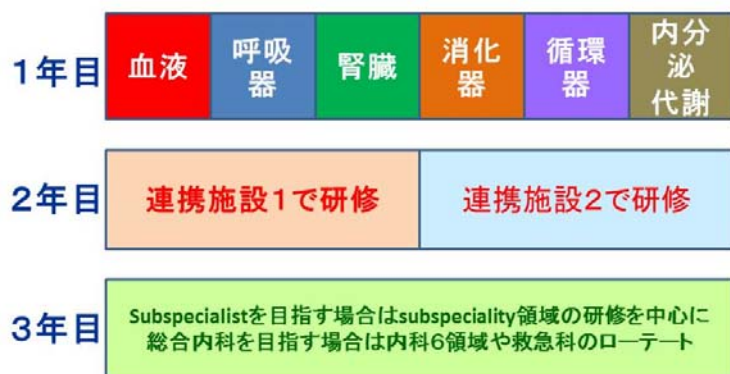 1年目
血液
呼吸
器
腎臓
消化
器
循環
器
内分
泌
代謝
2年目
連携施設1で研修
連携施設2で研修
3年目
Subspecialistを目指す場合はsubspeciality領域の研修を中心に
総合内科を目指す場合は内科6領域や救急科のローテート